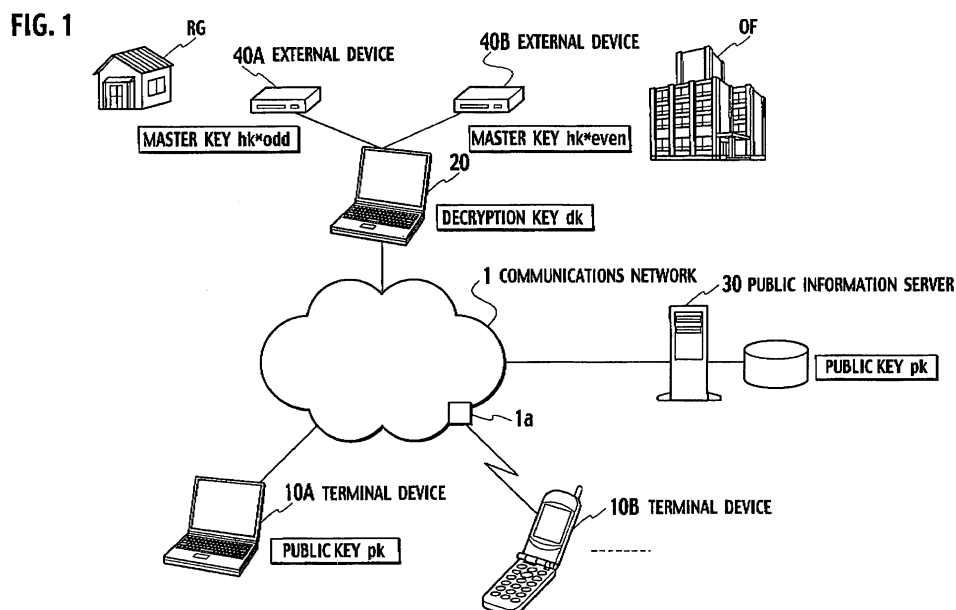 FIG. 1
RG
40A EXTERNAL DEVICE
40B EXTERNAL DEVICE
OF
MASTER KEY hk*odd
MASTER KEY hk*even
20
DECRYPTION KEY dk
1 COMMUNICATIONS NETWORK
30 PUBLIC INFORMATION SERVER
PUBLIC KEY pk
1a
10A TERMINAL DEVICE
10B TERMINAL DEVICE
PUBLIC KEY pk